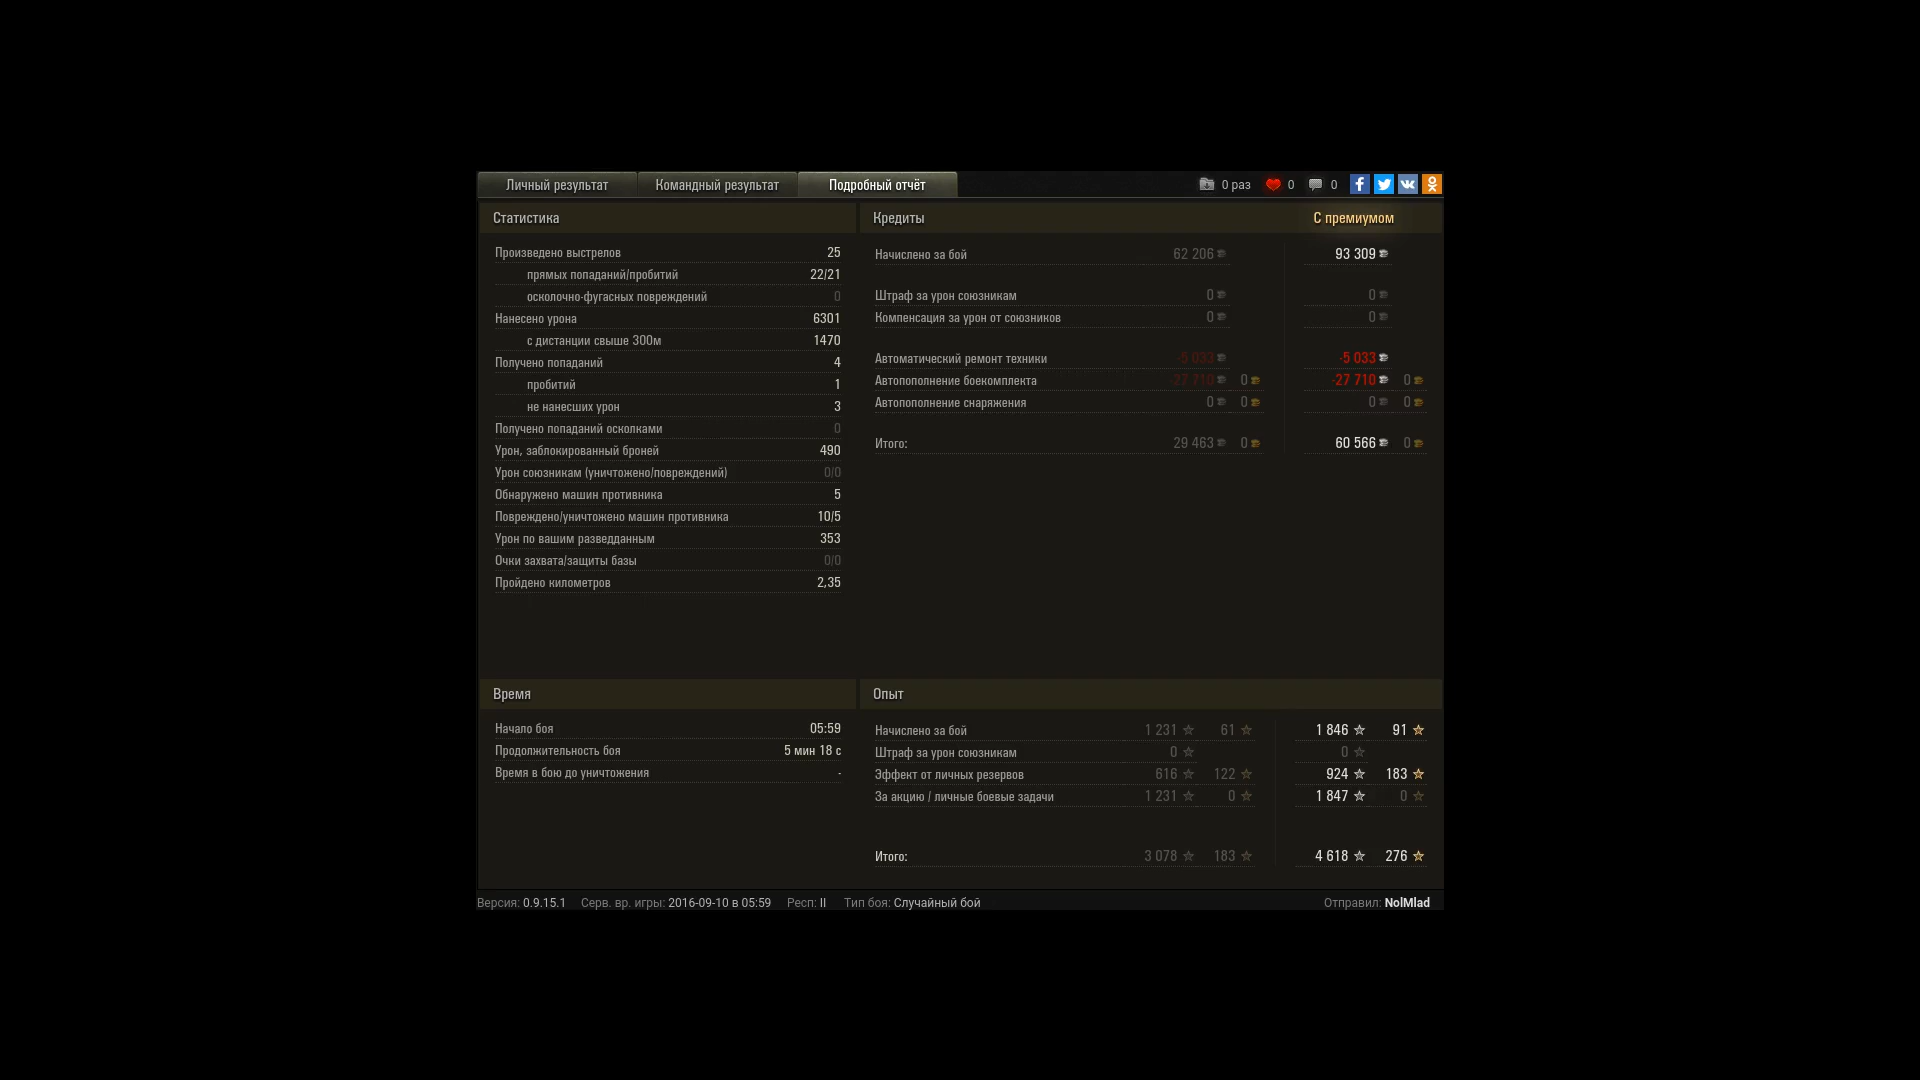 Личный результат Командный результат Подробный отчёт 0 раз 0 0
Статистика
Произведено выстрелов 25
прямых попаданий/пробитий 22/21
осколочно-фугасных повреждений 0
Нанесено урона 6301
с дистанции свыше 300м 1470
Получено попаданий 4
пробитий 1
не нанесших урон 3
Получено попаданий осколками 0
Урон, заблокированный броней 490
Урон союзникам (уничтожено/повреждений) 0/0
Обнаружено машин противника 5
Повреждено/уничтожено машин противника 10/5
Урон по вашим разведданным 353
Очки захвата/защиты базы 0/0
Пройдено километров 2,35
Кредиты С премиумом
Начислено за бой 62 206 93 309
Штраф за урон союзникам 0 0
Компенсация за урон от союзников 0 0
Автоматический ремонт техники -5 033 -5 033
Автопополнение боекомплекта -27 710 0 -27 710 0
Автопополнение снаряжения 0 0 0 0
Итого: 29 463 0 60 566 0
Время
Начало боя 05:59
Продолжительность боя 5 мин 18 с
Время в бою до уничтожения -
Опыт
Начислено за бой 1 231 61 1 846 91
Штраф за урон союзникам 0 0
Эффект от личных резервов 616 122 924 183
За акцию / личные боевые задачи 1 231 0 1 847 0
Итого: 3 078 183 4 618 276
Версия: 0.9.15.1 Серв. вр. игры: 2016-09-10 в 05:59 Респ: II Тип боя: Случайный бой Отправил: NolMlad